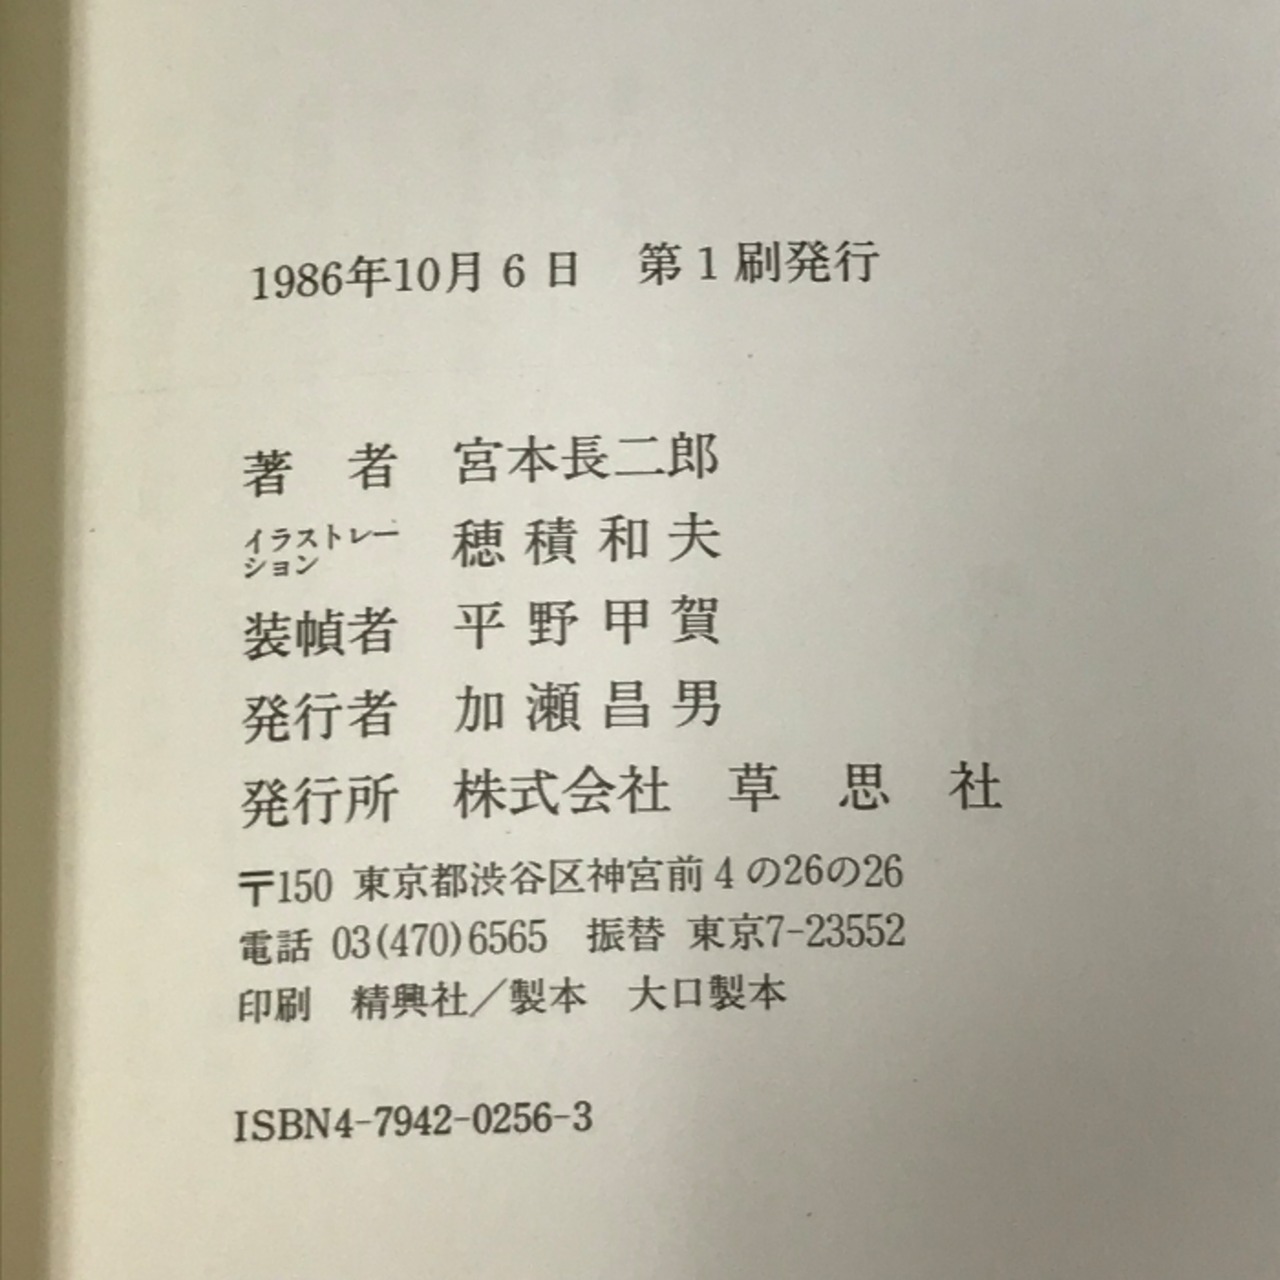 1986年10月6日　第1刷発行
著　者　宮本長二郎
イラストレー
ション　穂積和夫
装幀者　平野甲賀
発行者　加瀬昌男
発行所　株式会社　草　思　社
〒150 東京都渋谷区神宮前4の26の26
電話 03(470)6565　振替 東京7-23552
印刷　精興社／製本　大口製本
ISBN4-7942-0256-3